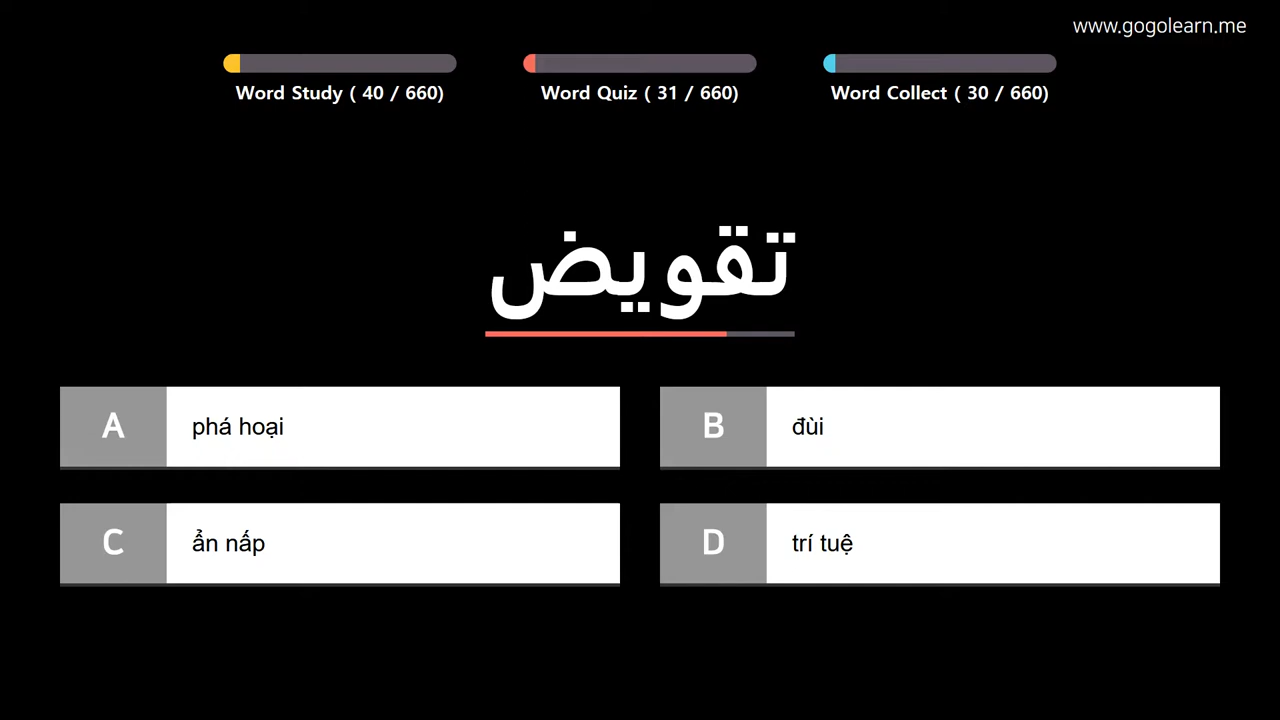 www.gogolearn.me
Word Study ( 40 / 660)
Word Quiz ( 31 / 660)
Word Collect ( 30 / 660)
تقويض
A
phá hoại
B
đùi
C
ẩn nấp
D
trí tuệ